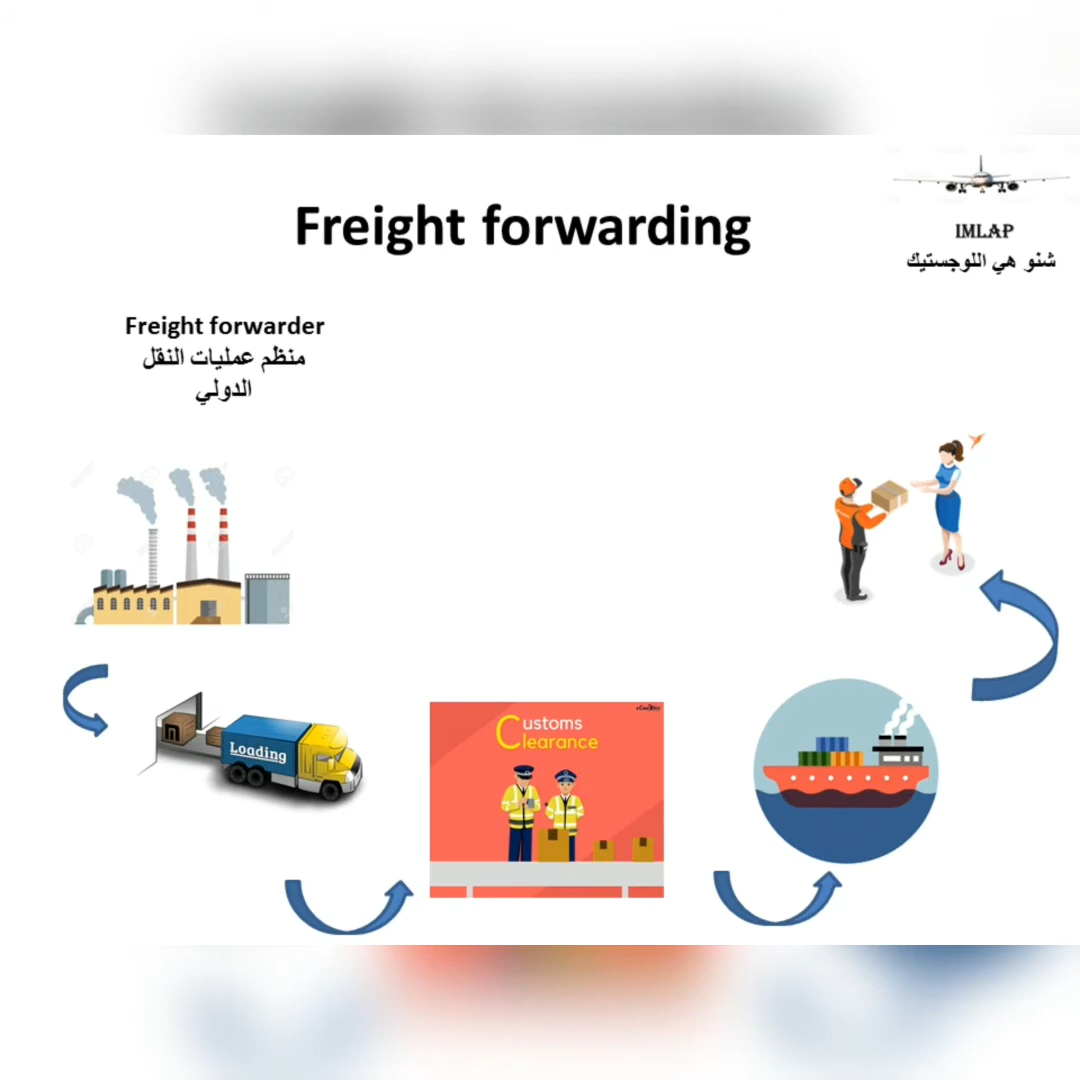 Freight forwarding
IMLAP
شنو هي اللوجستيك
Freight forwarder
منظم عمليات النقل
الدولي
Loading
Customs
Clearance